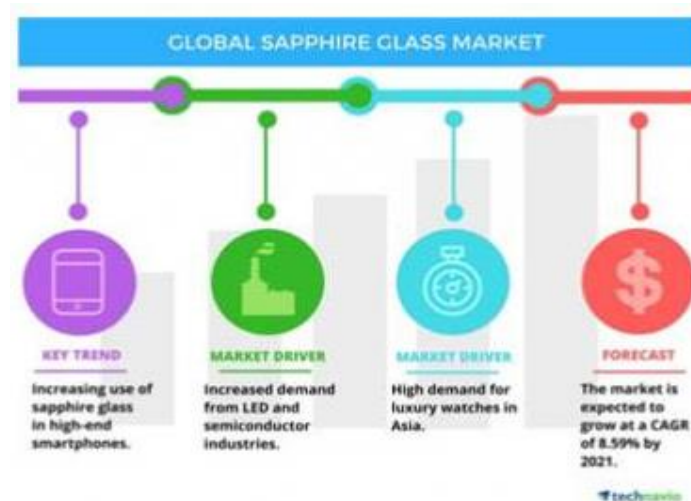 GLOBAL SAPPHIRE GLASS MARKET
KEY TREND
Increasing use of
sapphire glass
in high-end
smartphones.
MARKET DRIVER
Increased demand
from LED and
semiconductor
industries.
MARKET DRIVER
High demand for
luxury watches in
Asia.
$
FORECAST
The market is
expected to
grow at a CAGR
of 8.59% by
2021.
technavio